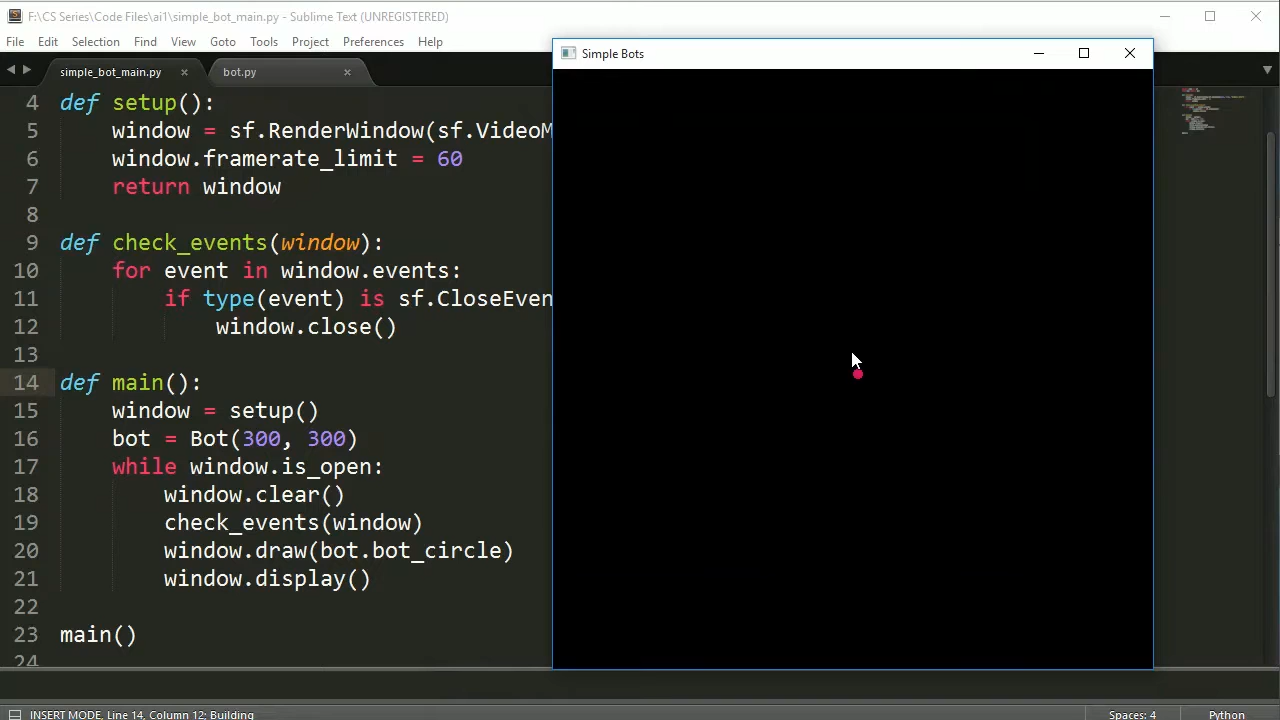 F:\CS Series\Code Files\ai1\simple_bot_main.py - Sublime Text (UNREGISTERED)
File Edit Selection Find View Goto Tools Project Preferences Help
simple_bot_main.py × bot.py ×
Simple Bots
4 def setup():
5 window = sf.RenderWindow(sf.VideoM
6 window.framerate_limit = 60
7 return window
8
9 def check_events(window):
10 for event in window.events:
11 if type(event) is sf.CloseEven
12 window.close()
13
14 def main():
15 window = setup()
16 bot = Bot(300, 300)
17 while window.is_open:
18 window.clear()
19 check_events(window)
20 window.draw(bot.bot_circle)
21 window.display()
22
23 main()
24
INSERT MODE, Line 14, Column 12; Building
Spaces: 4 Python